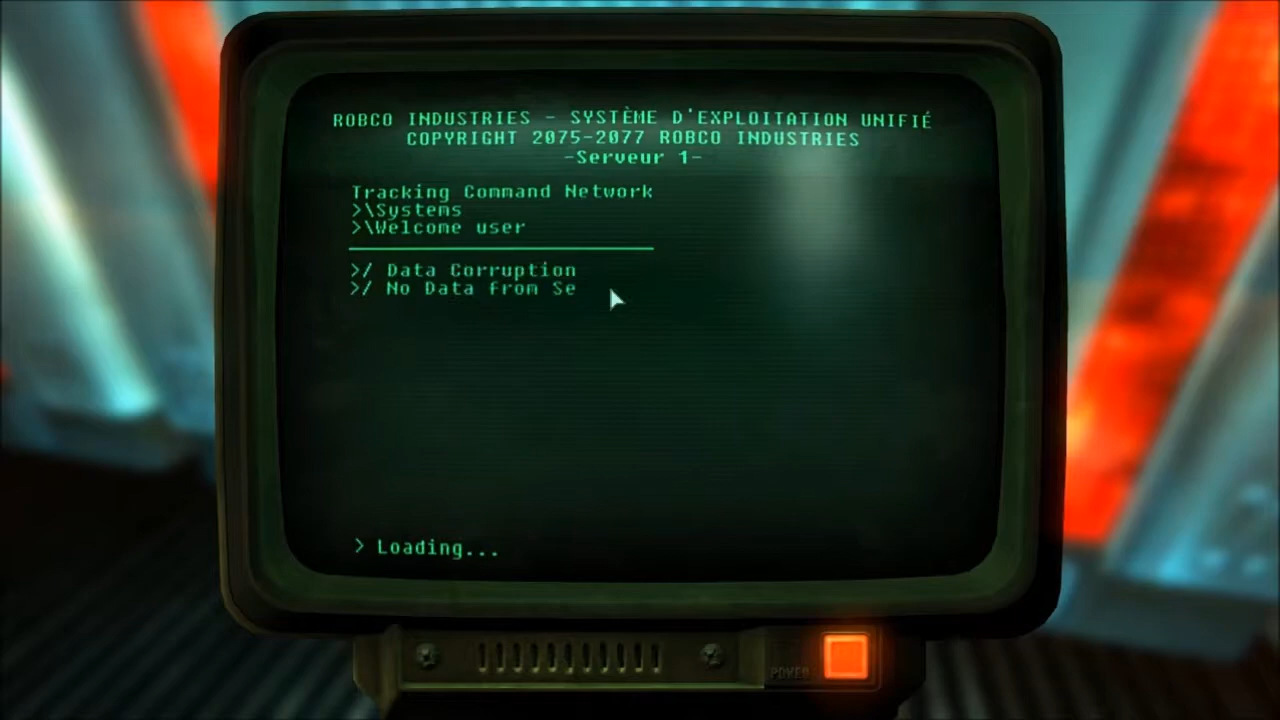 ROBCO INDUSTRIES - SYSTÈME D'EXPLOITATION UNIFIÉ
COPYRIGHT 2075-2077 ROBCO INDUSTRIES
-Serveur 1-
Tracking Command Network
>\Systems
>\Welcome user
>/ Data Corruption
>/ No Data from Se
> Loading...
POWER